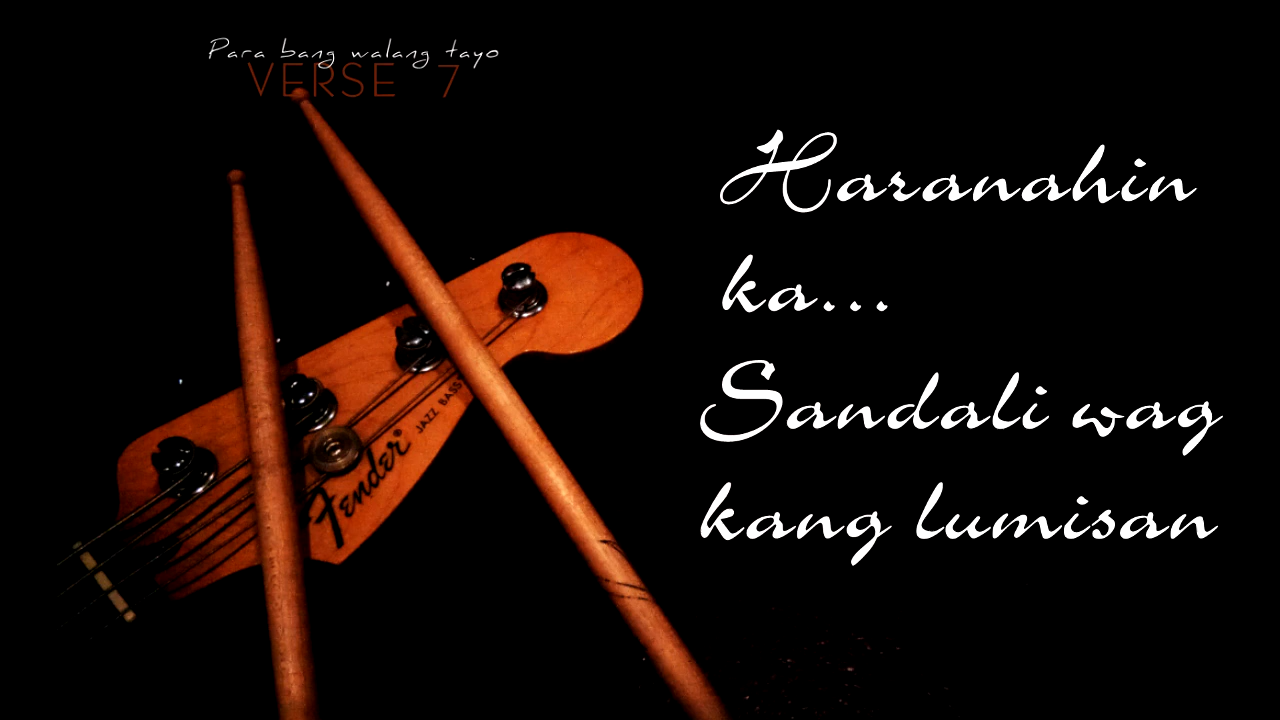 Para bang walang tayo
VERSE 7
Haranahin
ka...
Sandali wag
kang lumisan
Fender®
JAZZ BASS